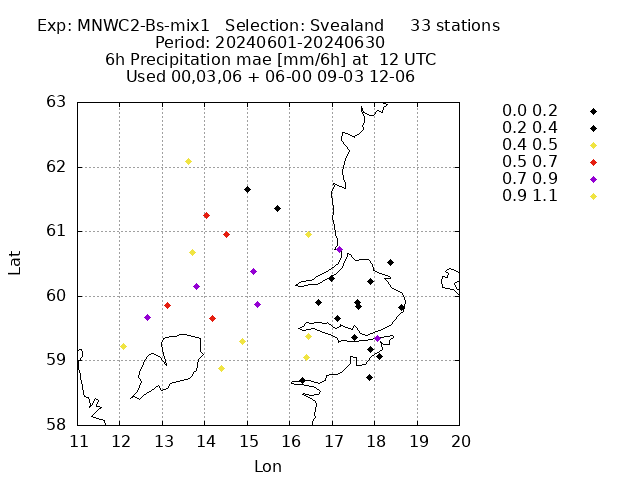 Exp: MNWC2-Bs-mix1 Selection: Svealand 33 stations
Period: 20240601-20240630
6h Precipitation mae [mm/6h] at 12 UTC
Used 00,03,06 + 06-00 09-03 12-06
0.0 0.2
0.2 0.4
0.4 0.5
0.5 0.7
0.7 0.9
0.9 1.1
63
62
61
60
59
58
Lat
11 12 13 14 15 16 17 18 19 20
Lon